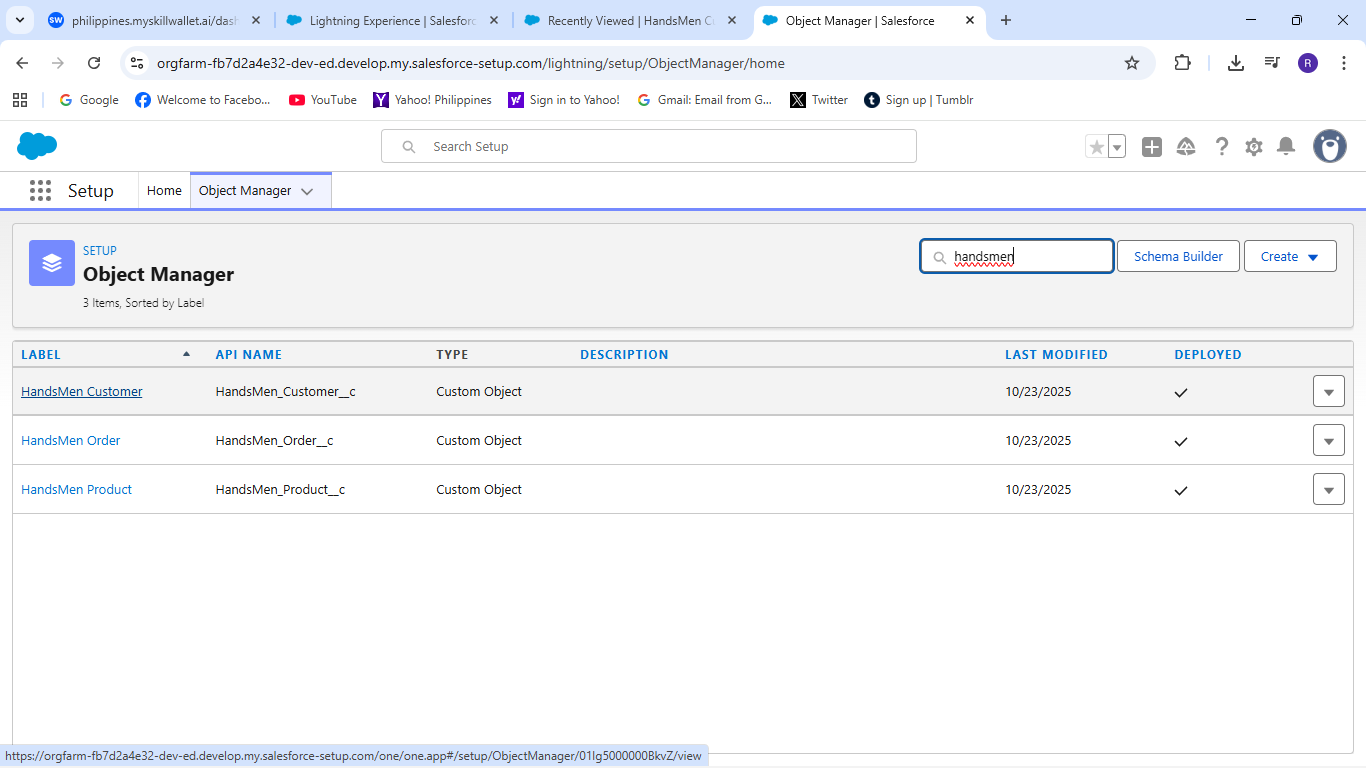 philippines.myskillwallet.ai/dash
Lightning Experience | Salesforc
Recently Viewed | HandsMen C
Object Manager | Salesforce
orgfarm-fb7d2a4e32-dev-ed.develop.my.salesforce-setup.com/lightning/setup/ObjectManager/home
R
Google
Welcome to Facebo...
YouTube
Yahoo! Philippines
Sign in to Yahoo!
Gmail: Email from G...
Twitter
Sign up | Tumblr
Search Setup
Setup
Home
Object Manager
SETUP
Object Manager
3 Items, Sorted by Label
handsmen
Schema Builder
Create
LABEL API NAME TYPE DESCRIPTION LAST MODIFIED DEPLOYED
HandsMen Customer HandsMen_Customer__c Custom Object 10/23/2025
HandsMen Order HandsMen_Order__c Custom Object 10/23/2025
HandsMen Product HandsMen_Product__c Custom Object 10/23/2025
https://orgfarm-fb7d2a4e32-dev-ed.develop.my.salesforce-setup.com/one/one.app#/setup/ObjectManager/01Ig5000000BkvZ/view